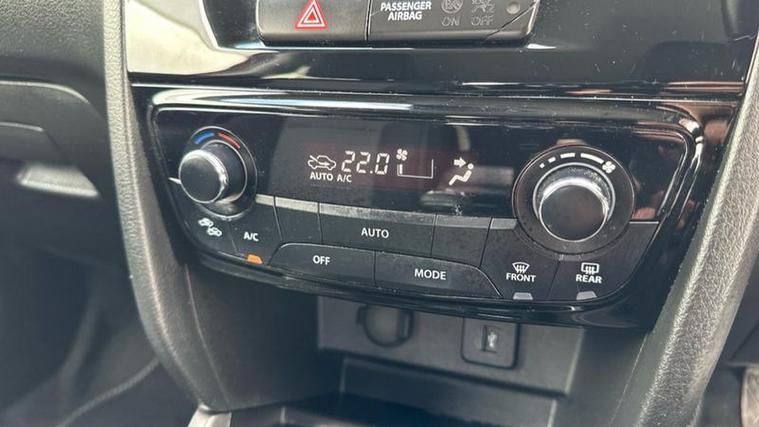 PASSENGER
AIRBAG
ON OFF
22.0
AUTO A/C
A/C
AUTO
OFF
MODE
FRONT
REAR